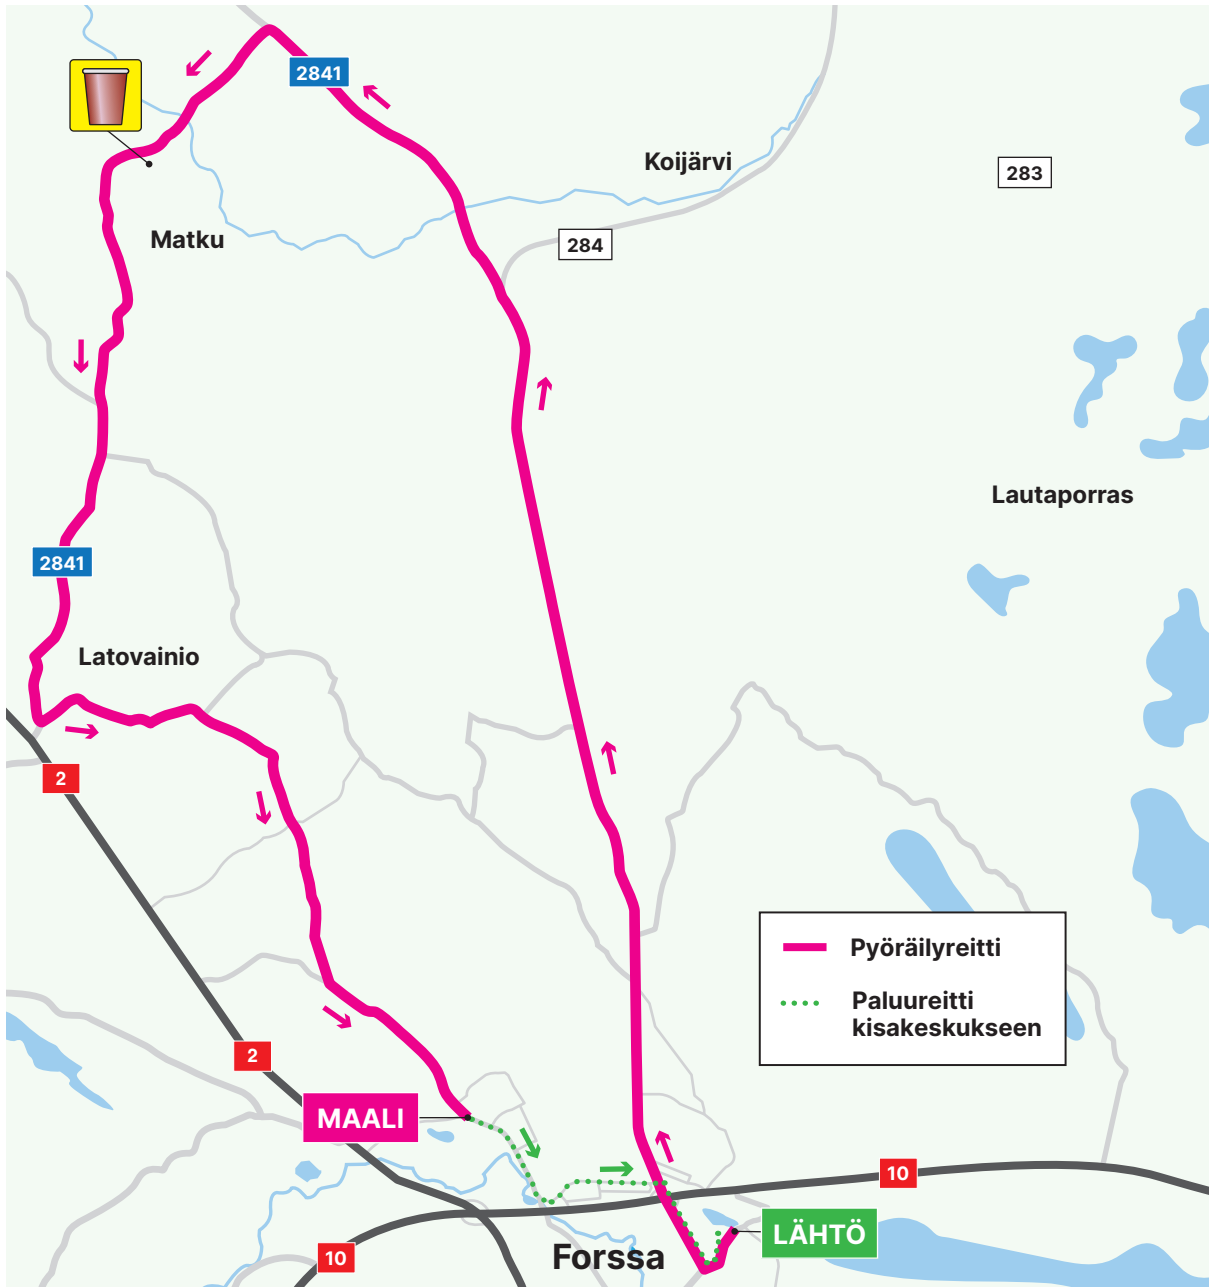 2841
Koijärvi
283
Matku
284
Lautaporras
2841
Latovainio
2
Pyöräilyreitti
Paluureitti
kisakeskukseen
2
MAALI
10
LÄHTÖ
Forssa
10